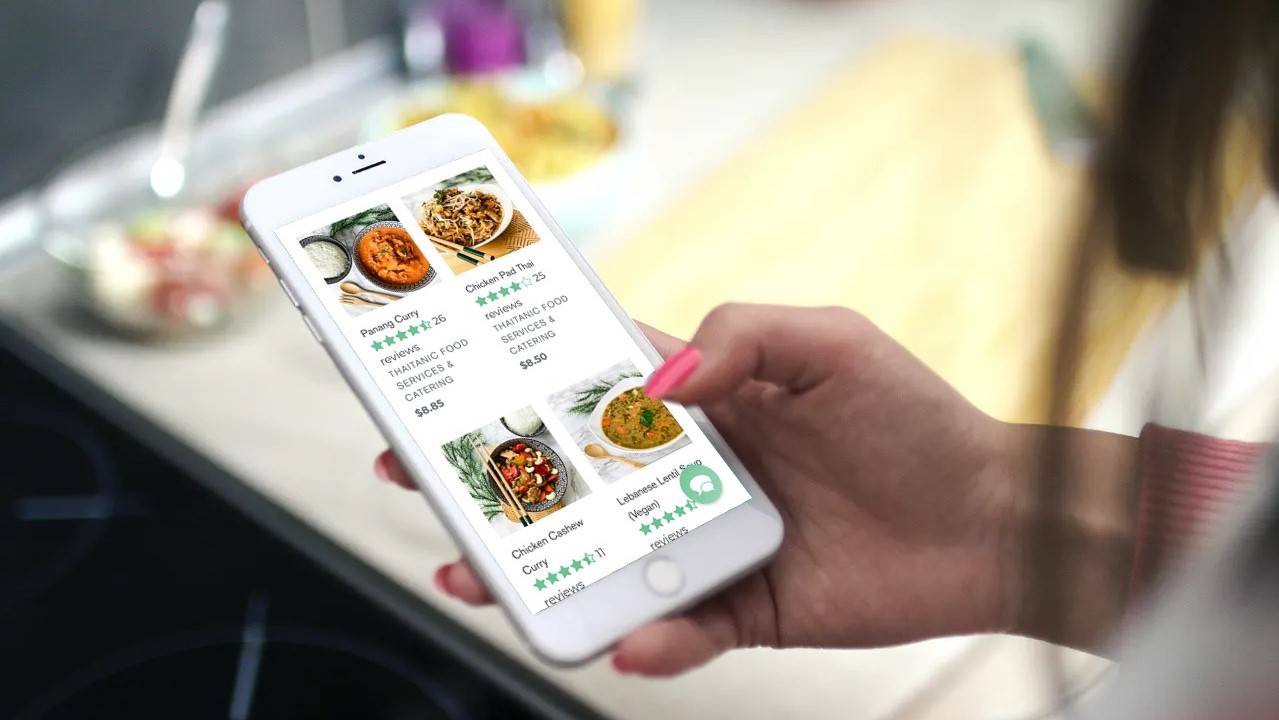 Panang Curry
26
reviews
THAITANIC FOOD
SERVICES &
CATERING
$8.85
Chicken Pad Thai
25
reviews
THAITANIC FOOD
SERVICES &
CATERING
$8.50
Chicken Cashew
Curry
11
reviews
Lebanese Lentil Soup
(Vegan)
reviews